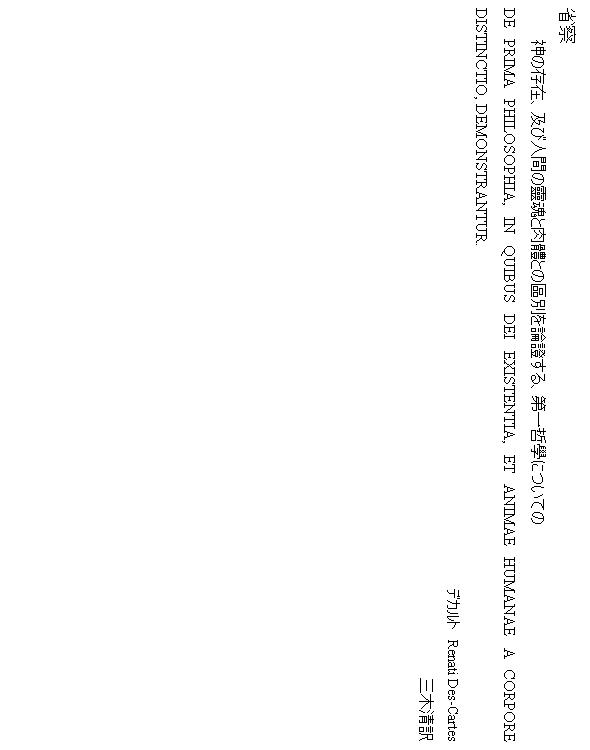 省察
神の存在、及び人間の靈魂と肉體との區別を論證する、第一哲學についての
DE PRIMA PHILOSOPHIA, IN QUIBUS DEI EXISTENTIA, ET ANIMAE HUMANAE A CORPORE
DISTINCTIO, DEMONSTRANTUR.
デカルト Renati Des-Cartes
三木清訳